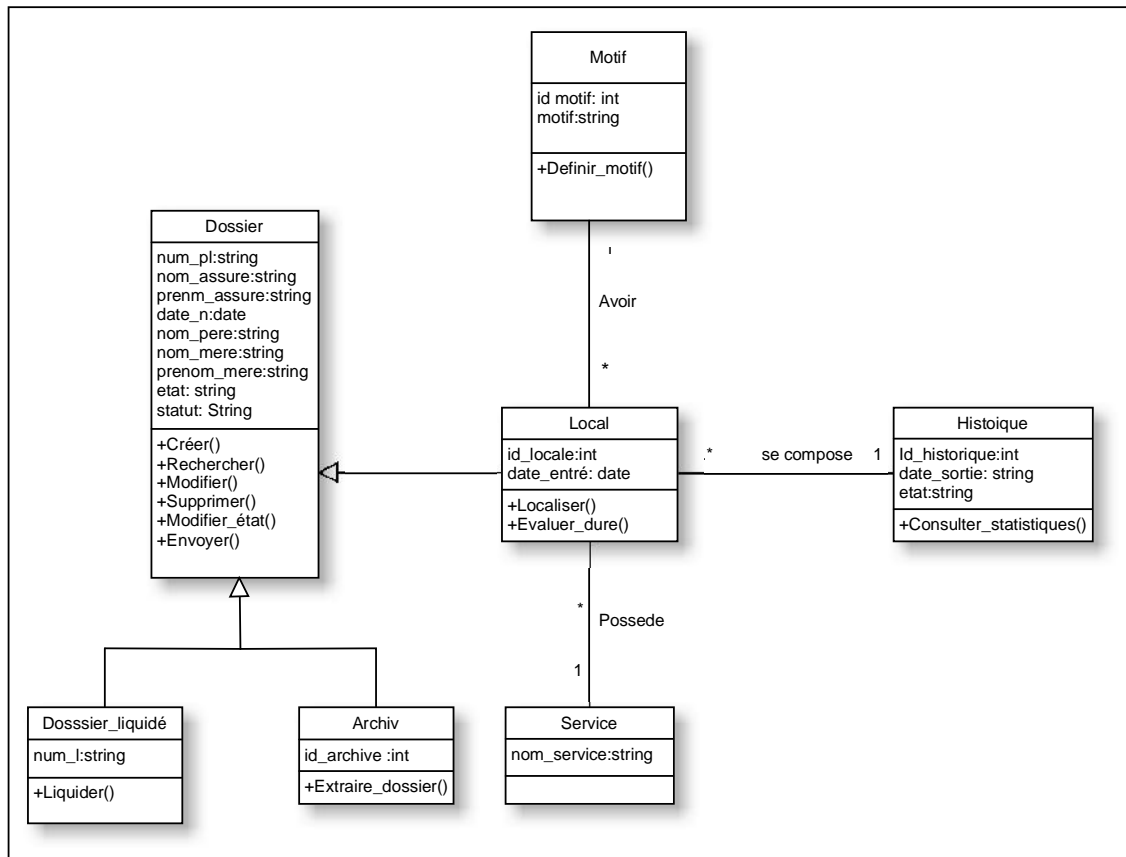 Motif
id motif: int
motif:string
+Definir_motif()
Avoir
*
Dossier
num_pl:string
nom_assure:string
prenm_assure:string
date_n:date
nom_pere:string
nom_mere:string
prenom_mere:string
etat: string
statut: String
+Créer()
+Rechercher()
+Modifier()
+Supprimer()
+Modifier_état()
+Envoyer()
Local
id_locale:int
date_entré: date
+Localiser()
+Evaluer_dure()
.*
se compose
1
Histoique
Id_historique:int
date_sortie: string
etat:string
+Consulter_statistiques()
*
Possede
1
Dosssier_liquidé
num_l:string
+Liquider()
Archiv
id_archive :int
+Extraire_dossier()
Service
nom_service:string